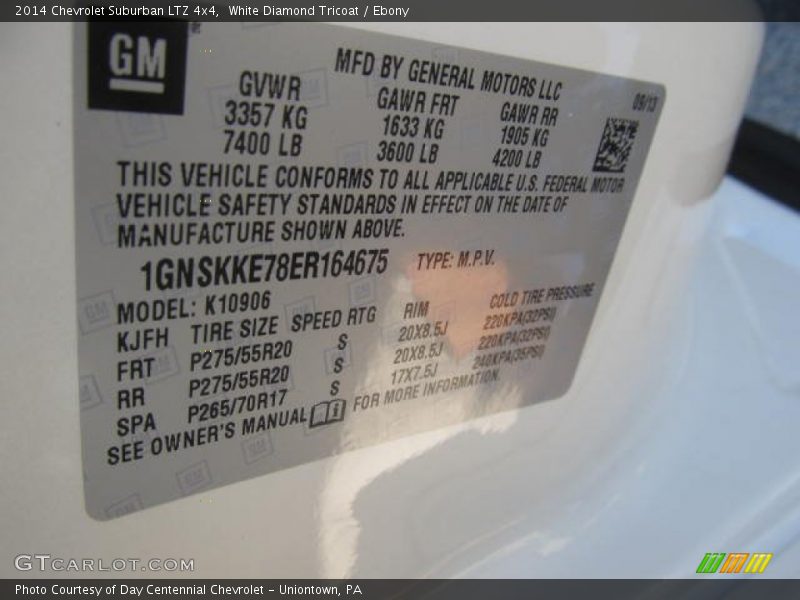 2014 Chevrolet Suburban LTZ 4x4, White Diamond Tricoat / Ebony
GM
MFD BY GENERAL MOTORS LLC
09/13
GVWR GAWR FRT GAWR RR
3357 KG 1633 KG 1905 KG
7400 LB 3600 LB 4200 LB
THIS VEHICLE CONFORMS TO ALL APPLICABLE U.S. FEDERAL MOTOR
VEHICLE SAFETY STANDARDS IN EFFECT ON THE DATE OF
MANUFACTURE SHOWN ABOVE.
1GNSKKE78ER164675 TYPE: M.P.V.
MODEL: K10906
KJFH TIRE SIZE SPEED RTG RIM COLD TIRE PRESSURE
FRT P275/55R20 S 20X8.5J 220KPA(32PSI)
RR P275/55R20 S 20X8.5J 220KPA(32PSI)
SPA P265/70R17 S 17X7.5J 240KPA(35PSI)
SEE OWNER'S MANUAL FOR MORE INFORMATION.
GTCARLOT.COM
Photo Courtesy of Day Centennial Chevrolet - Uniontown, PA